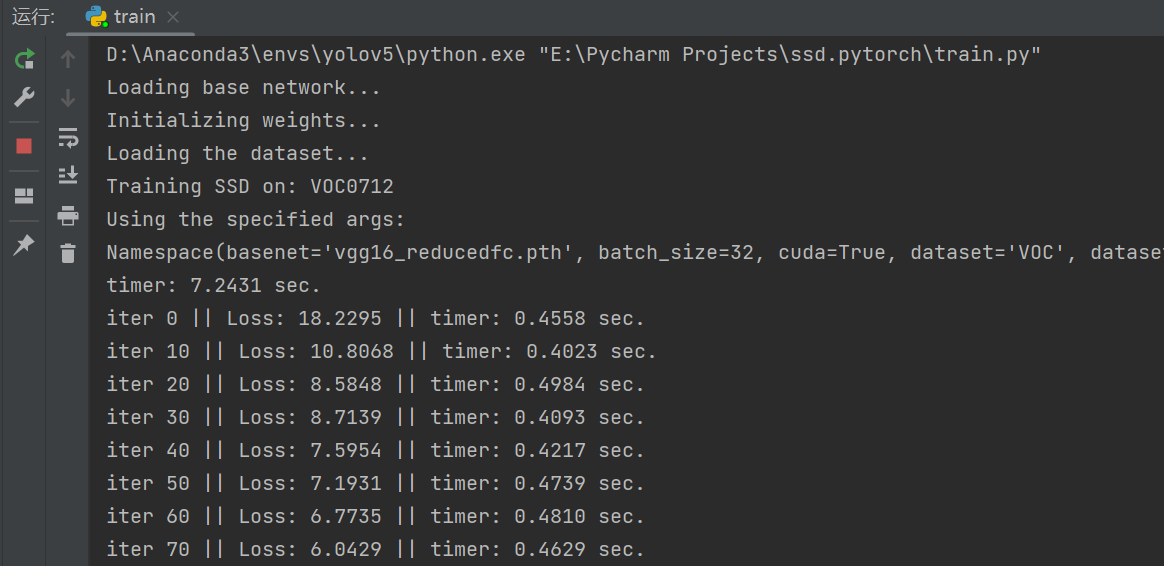 运行: train
D:\Anaconda3\envs\yolov5\python.exe "E:\Pycharm Projects\ssd.pytorch\train.py"
Loading base network...
Initializing weights...
Loading the dataset...
Training SSD on: VOC0712
Using the specified args:
Namespace(basenet='vgg16_reducedfc.pth', batch_size=32, cuda=True, dataset='VOC', datase
timer: 7.2431 sec.
iter 0 || Loss: 18.2295 || timer: 0.4558 sec.
iter 10 || Loss: 10.8068 || timer: 0.4023 sec.
iter 20 || Loss: 8.5848 || timer: 0.4984 sec.
iter 30 || Loss: 8.7139 || timer: 0.4093 sec.
iter 40 || Loss: 7.5954 || timer: 0.4217 sec.
iter 50 || Loss: 7.1931 || timer: 0.4739 sec.
iter 60 || Loss: 6.7735 || timer: 0.4810 sec.
iter 70 || Loss: 6.0429 || timer: 0.4629 sec.